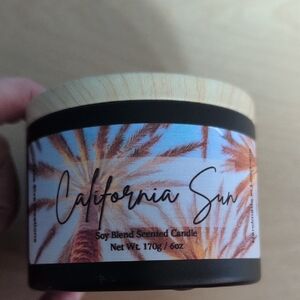 California Sun
Soy Blend Scented Candle
Net Wt. 170g / 6oz